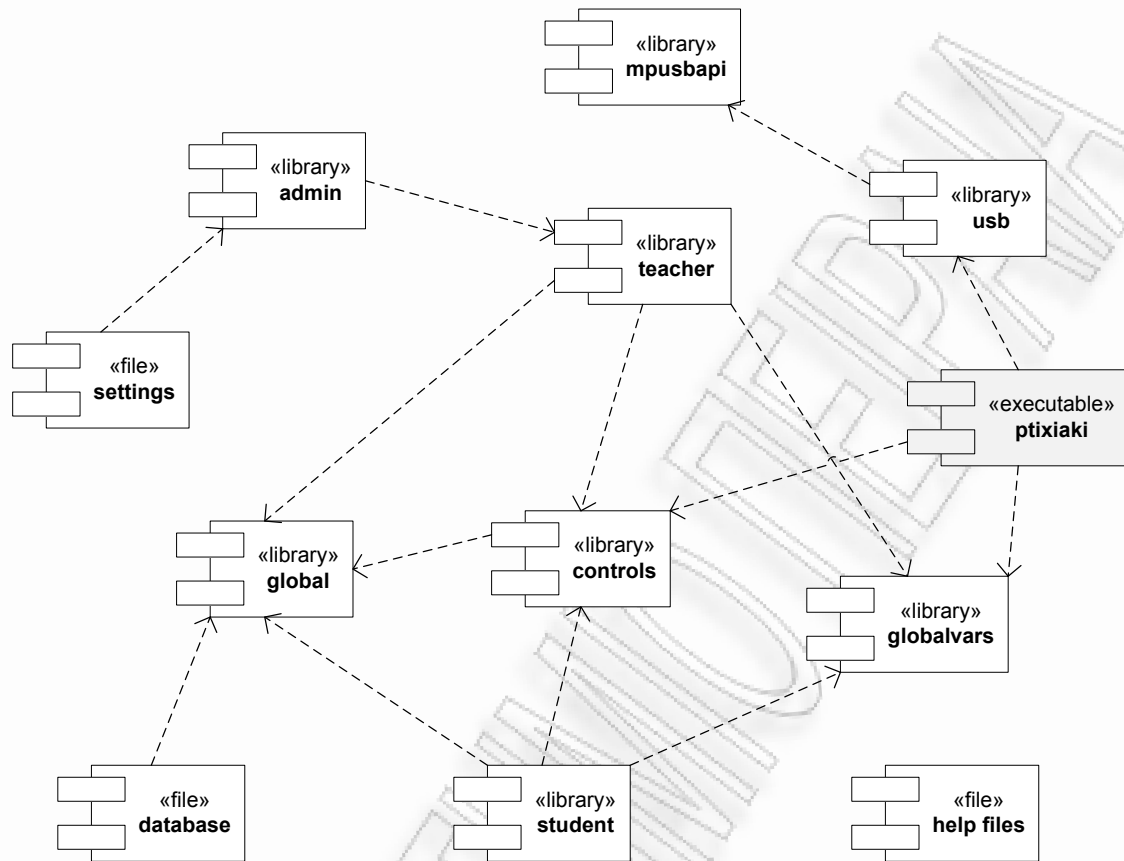 «library»
mpusbapi
«library»
admin
«library»
usb
«library»
teacher
«file»
settings
«executable»
ptixiaki
«library»
global
«library»
controls
«library»
globalvars
«file»
database
«library»
student
«file»
help files